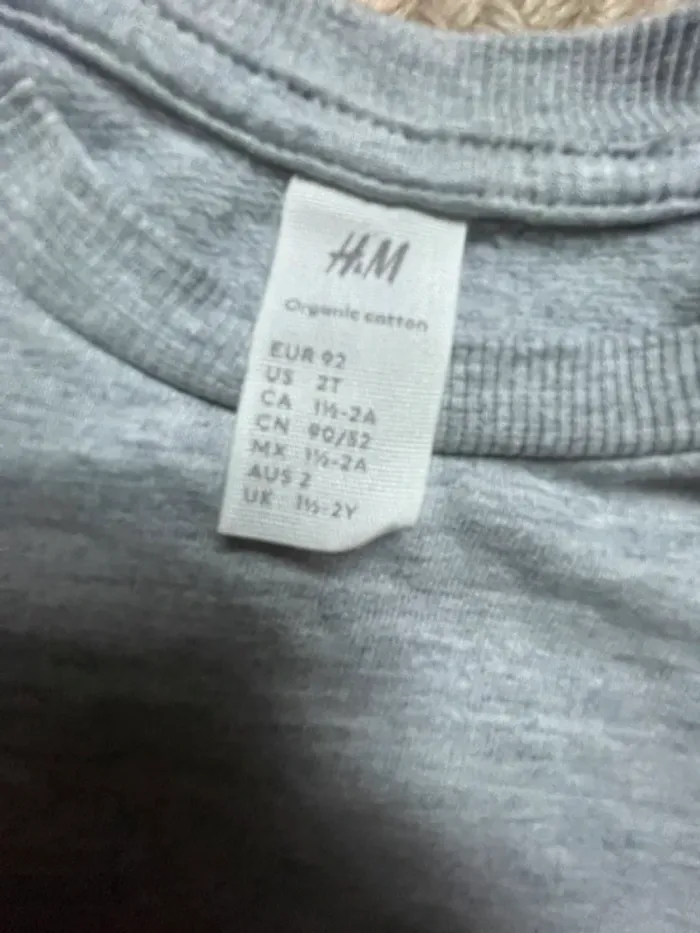 H&M
Organic cotton
EUR 92
US 2T
CA 1½-2A
CN 90/52
MX 1½-2A
AUS 2
UK 1½-2Y